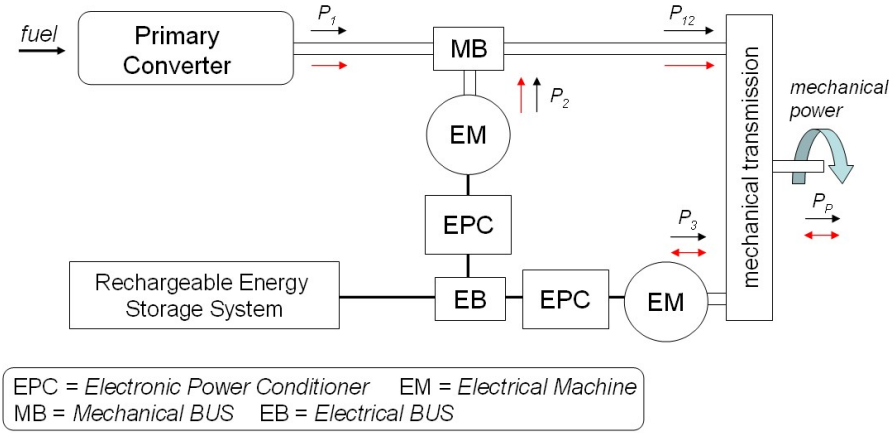 fuel
Primary
Converter
P1
MB
P12
P2
EM
mechanical transmission
mechanical
power
EPC
P3
PP
Rechargeable Energy
Storage System
EB
EPC
EM
EPC = Electronic Power Conditioner EM = Electrical Machine
MB = Mechanical BUS EB = Electrical BUS